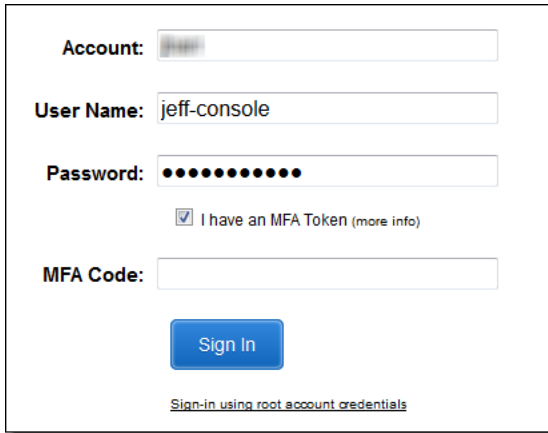 Account:
User Name: jeff-console
Password: ●●●●●●●●●●●
I have an MFA Token (more info)
MFA Code:
Sign In
Sign-in using root account credentials